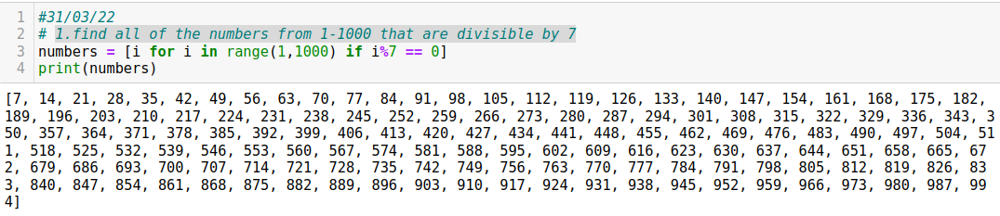 1 #31/03/22
2 # 1.find all of the numbers from 1-1000 that are divisible by 7
3 numbers = [i for i in range(1,1000) if i%7 == 0]
4 print(numbers)
[7, 14, 21, 28, 35, 42, 49, 56, 63, 70, 77, 84, 91, 98, 105, 112, 119, 126, 133, 140, 147, 154, 161, 168, 175, 182,
189, 196, 203, 210, 217, 224, 231, 238, 245, 252, 259, 266, 273, 280, 287, 294, 301, 308, 315, 322, 329, 336, 343, 3
50, 357, 364, 371, 378, 385, 392, 399, 406, 413, 420, 427, 434, 441, 448, 455, 462, 469, 476, 483, 490, 497, 504, 51
1, 518, 525, 532, 539, 546, 553, 560, 567, 574, 581, 588, 595, 602, 609, 616, 623, 630, 637, 644, 651, 658, 665, 67
2, 679, 686, 693, 700, 707, 714, 721, 728, 735, 742, 749, 756, 763, 770, 777, 784, 791, 798, 805, 812, 819, 826, 83
3, 840, 847, 854, 861, 868, 875, 882, 889, 896, 903, 910, 917, 924, 931, 938, 945, 952, 959, 966, 973, 980, 987, 99
4]